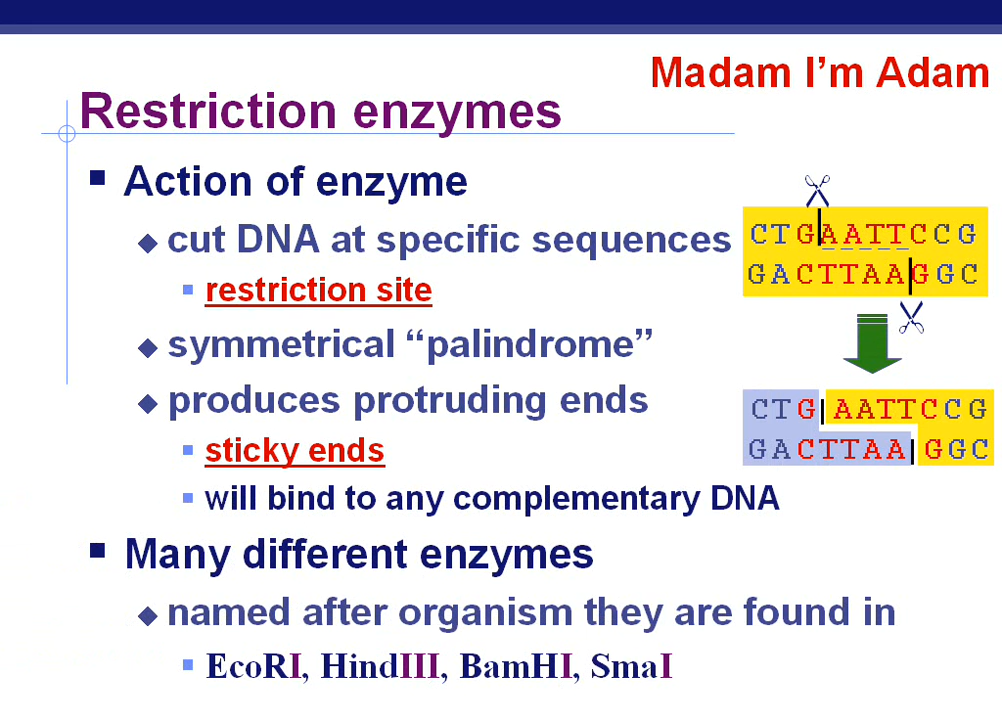 Madam I’m Adam
Restriction enzymes
Action of enzyme
cut DNA at specific sequences
restriction site
symmetrical “palindrome”
produces protruding ends
sticky ends
will bind to any complementary DNA
Many different enzymes
named after organism they are found in
EcoRI, HindIII, BamHI, SmaI
CTGAATTCCG
GACTTAAGGC
CTG AATTCCG
GACTTAA GGC